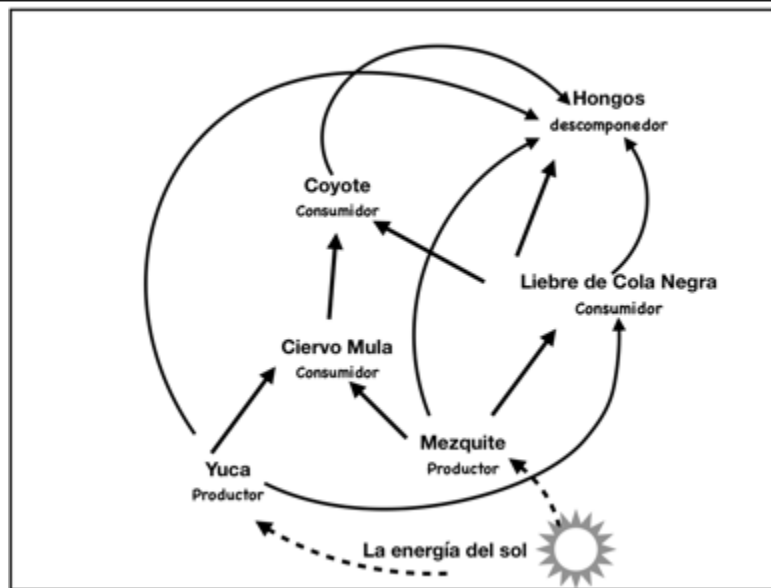 Hongos
descomponedor
Coyote
Consumidor
Liebre de Cola Negra
Consumidor
Ciervo Mula
Consumidor
Mezquite
Productor
Yuca
Productor
La energía del sol